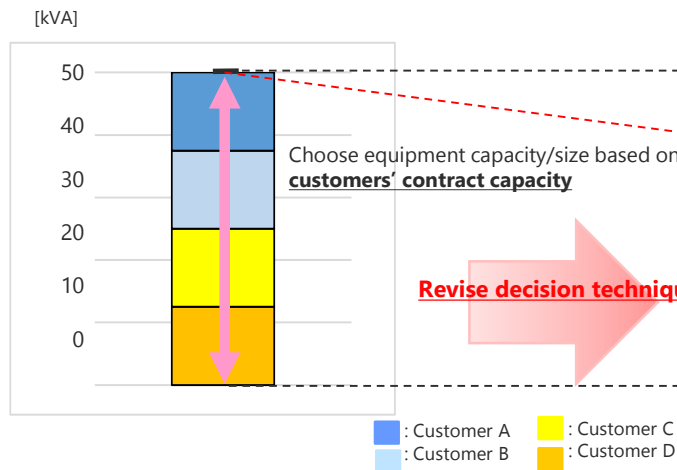 [kVA]
50
40
30
20
10
0
Choose equipment capacity/size based on
customers’ contract capacity
Revise decision techniqu
: Customer A
: Customer C
: Customer B
: Customer D